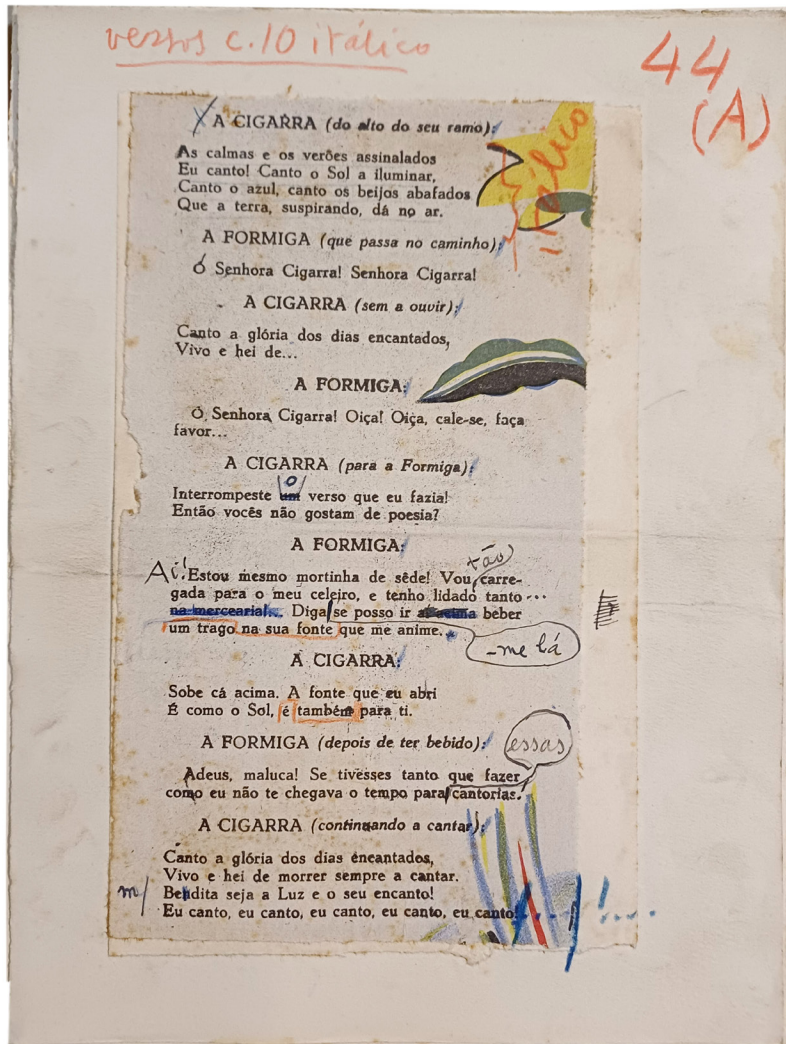 versos c. 10 itálico
44
(A)
A CIGARRA (do alto do seu ramo):
itálico
As calmas e os verões assinalados
Eu canto! Canto o Sol a iluminar,
Canto o azul, canto os beijos abafados
Que a terra, suspirando, dá no ar.
A FORMIGA (que passa no caminho):
Ó Senhora Cigarra! Senhora Cigarra!
A CIGARRA (sem a ouvir):
Canto a glória dos dias encantados,
Vivo e hei de...
A FORMIGA:
Ó, Senhora Cigarra! Oiça! Oiça, cale-se, faça
favor...
A CIGARRA (para a Formiga):
o
Interrompeste um verso que eu fazia!
Então vocês não gostam de poesia?
A FORMIGA:
tão
Ai! Estou mesmo mortinha de sêde! Vou carre-
gada para o meu celeiro, e tenho lidado tanto ...
na mercearia!... Diga se posso ir aí acima beber
um trago na sua fonte que me anime.
-me lá
A CIGARRA:
Sobe cá acima. A fonte que eu abri
É como o Sol, é também para ti.
A FORMIGA (depois de ter bebido):
essas
Adeus, maluca! Se tivesses tanto que fazer
como eu não te chegava o tempo para cantorias.
A CIGARRA (continuando a cantar):
Canto a glória dos dias encantados,
Vivo e hei de morrer sempre a cantar.
m/ Bendita seja a Luz e o seu encanto!
Eu canto, eu canto, eu canto, eu canto, eu canto!...